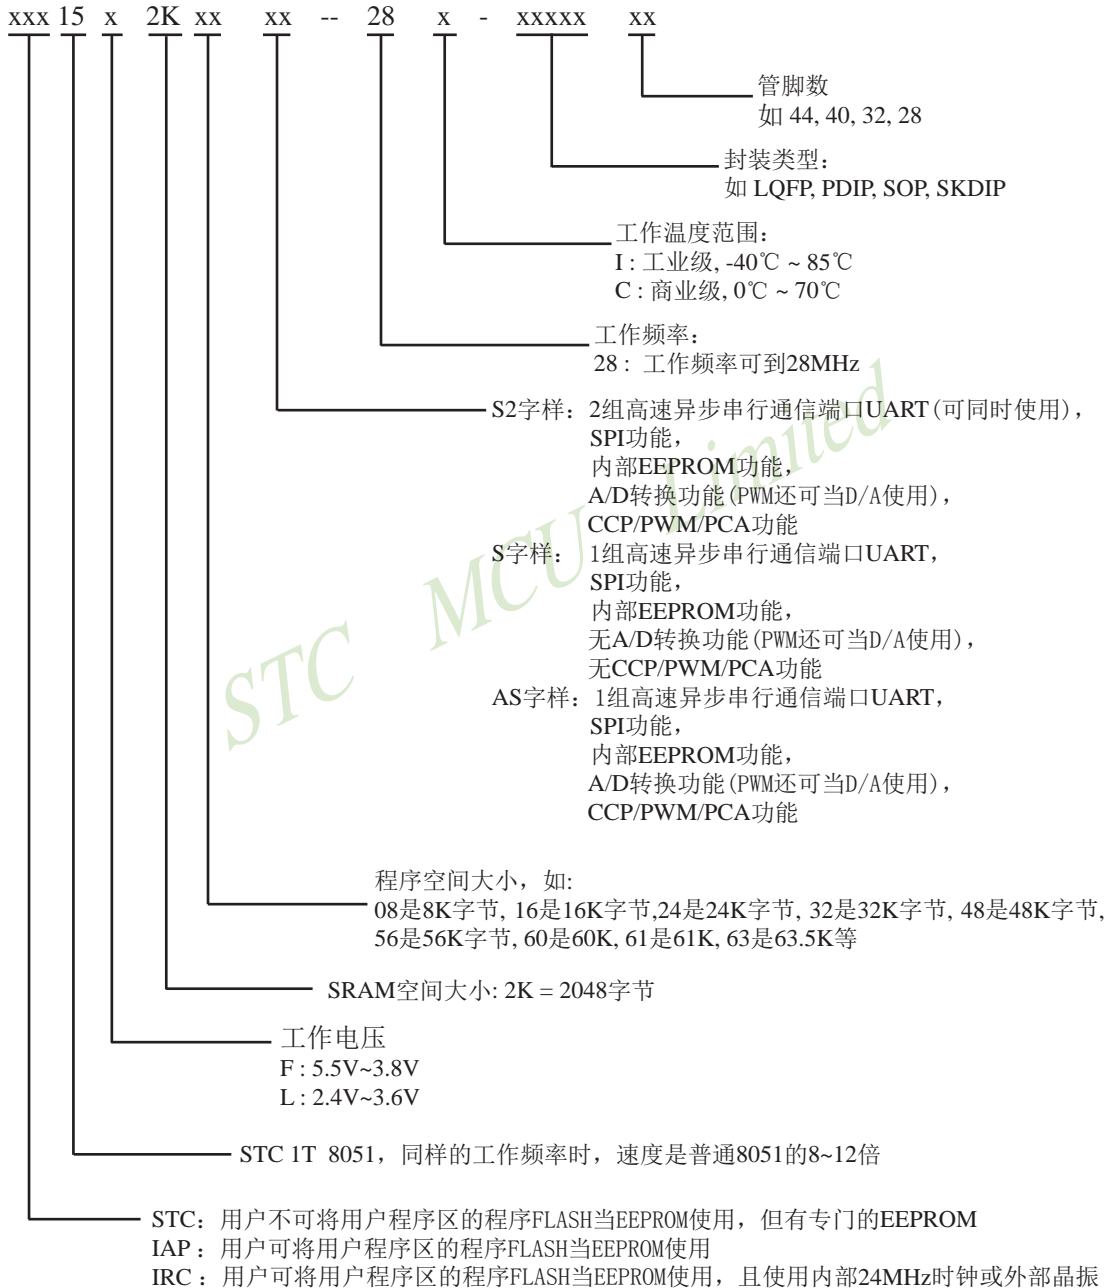 xxx 15 x 2K xx xx -- 28 x - xxxxx xx
管脚数
如 44, 40, 32, 28
封装类型：
如 LQFP, PDIP, SOP, SKDIP
工作温度范围：
I : 工业级, -40℃ ~ 85℃
C : 商业级, 0℃ ~ 70℃
工作频率：
28 : 工作频率可到28MHz
S2字样：2组高速异步串行通信端口UART(可同时使用)，
SPI功能，
内部EEPROM功能，
A/D转换功能(PWM还可当D/A使用)，
CCP/PWM/PCA功能
S字样： 1组高速异步串行通信端口UART，
SPI功能，
内部EEPROM功能，
无A/D转换功能(PWM还可当D/A使用)，
无CCP/PWM/PCA功能
AS字样：1组高速异步串行通信端口UART，
SPI功能，
内部EEPROM功能，
A/D转换功能(PWM还可当D/A使用)，
CCP/PWM/PCA功能
STC MCU Limited
程序空间大小，如:
08是8K字节, 16是16K字节,24是24K字节, 32是32K字节, 48是48K字节,
56是56K字节, 60是60K, 61是61K, 63是63.5K等
SRAM空间大小: 2K = 2048字节
工作电压
F : 5.5V~3.8V
L : 2.4V~3.6V
STC 1T 8051，同样的工作频率时，速度是普通8051的8~12倍
STC：用户不可将用户程序区的程序FLASH当EEPROM使用，但有专门的EEPROM
IAP：用户可将用户程序区的程序FLASH当EEPROM使用
IRC：用户可将用户程序区的程序FLASH当EEPROM使用，且使用内部24MHz时钟或外部晶振